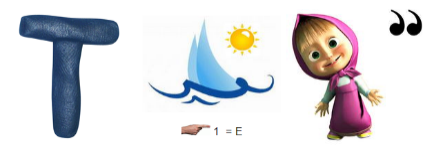 T ❝
1 = E